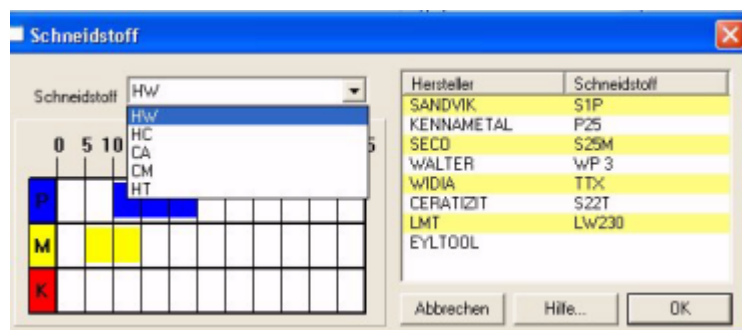 Schneidstoff
Schneidstoff HW
HW
HC
CA
CM
HT
0 5 10 5
P
M
K
Hersteller Schneidstoff
SANDVIK S1P
KENNAMETAL P25
SECO S25M
WALTER WP 3
WIDIA TTX
CERATIZIT S22T
LMT LW230
EYLTOOL
Abbrechen Hilfe... OK